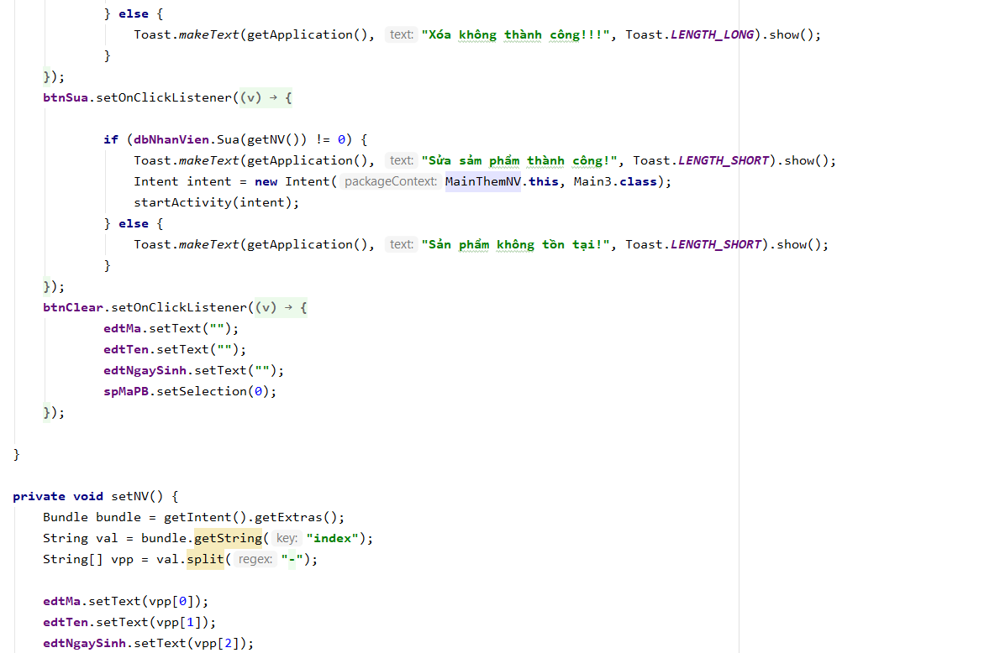 } else {
Toast.makeText(getApplication(), text: "Xóa không thành công!!!", Toast.LENGTH_LONG).show();
}
});
btnSua.setOnClickListener((v) → {
if (dbNhanVien.Sua(getNV()) != 0) {
Toast.makeText(getApplication(), text: "Sửa sảm phẩm thành công!", Toast.LENGTH_SHORT).show();
Intent intent = new Intent( packageContext: MainThemNV.this, Main3.class);
startActivity(intent);
} else {
Toast.makeText(getApplication(), text: "Sản phẩm không tồn tại!", Toast.LENGTH_SHORT).show();
}
});
btnClear.setOnClickListener((v) → {
edtMa.setText("");
edtTen.setText("");
edtNgaySinh.setText("");
spMaPB.setSelection(0);
});
}
private void setNV() {
Bundle bundle = getIntent().getExtras();
String val = bundle.getString( key: "index");
String[] vpp = val.split( regex: "-");
edtMa.setText(vpp[0]);
edtTen.setText(vpp[1]);
edtNgaySinh.setText(vpp[2]);